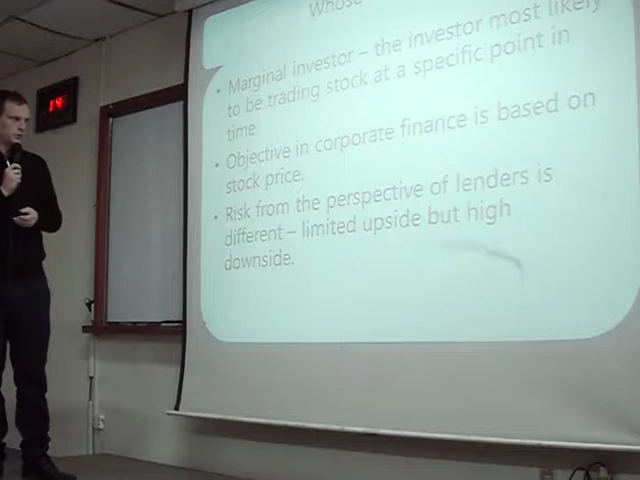 Whose
• Marginal investor – the investor most likely
to be trading stock at a specific point in
time
• Objective in corporate finance is based on
stock price.
• Risk from the perspective of lenders is
different – limited upside but high
downside.